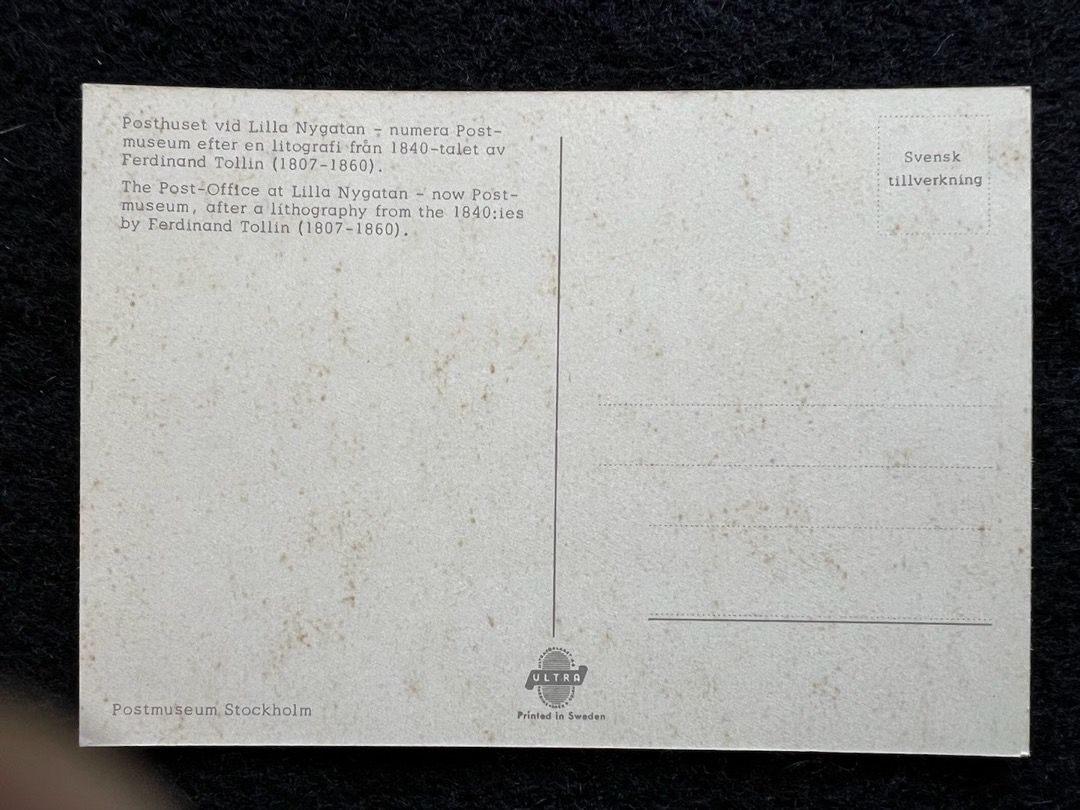 Posthuset vid Lilla Nygatan – numera Post-
museum efter en litografi från 1840-talet av
Ferdinand Tollin (1807-1860).
The Post-Office at Lilla Nygatan – now Post-
museum, after a lithography from the 1840:ies
by Ferdinand Tollin (1807-1860).
Svensk
tillverkning
ULTRA
Printed in Sweden
Postmuseum Stockholm